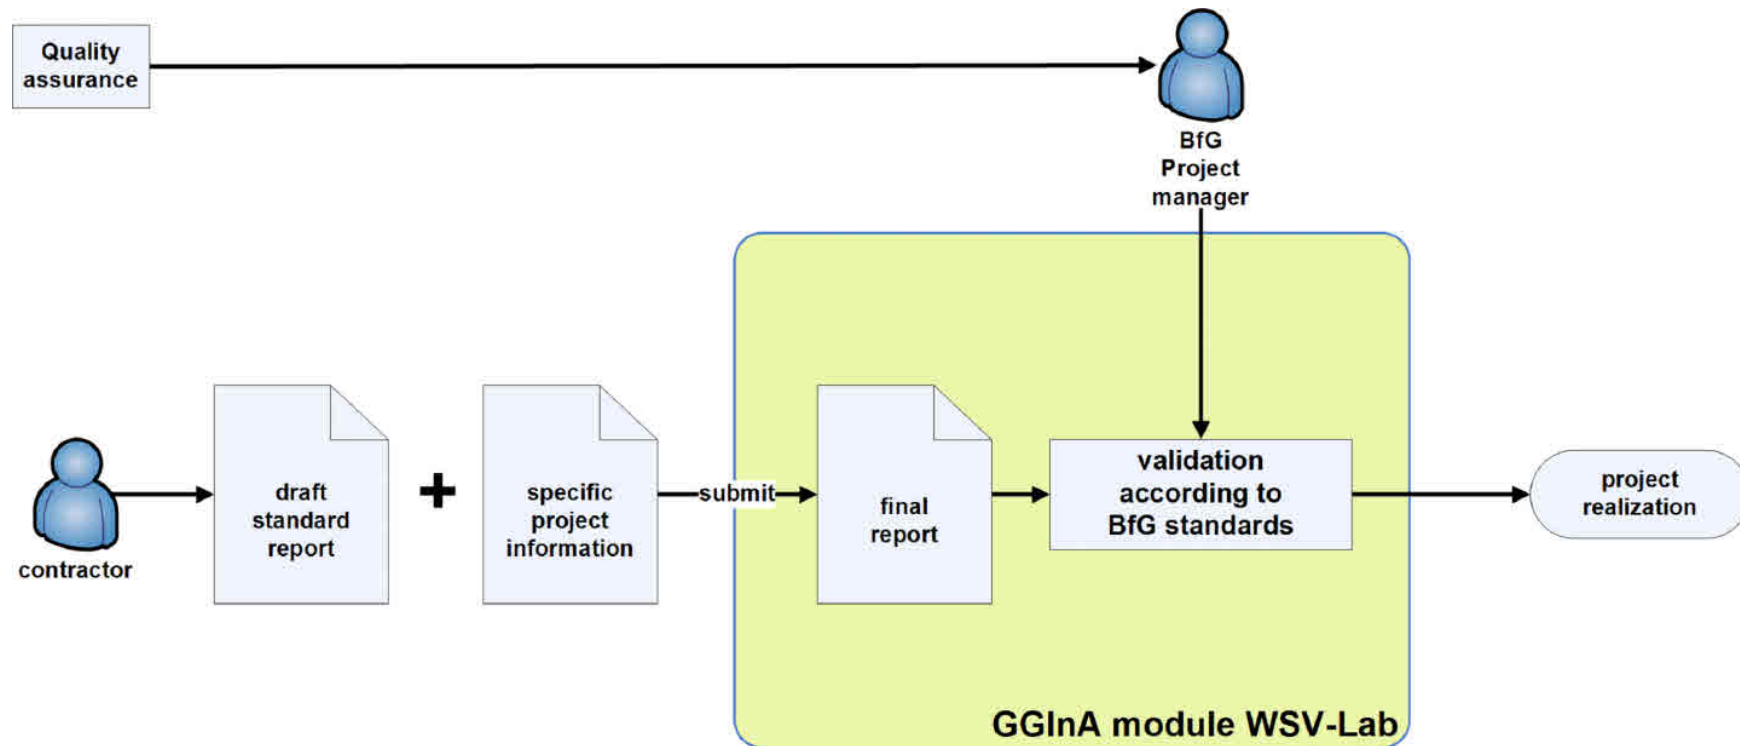 Quality
assurance
BfG
Project
manager
contractor
draft
standard
report
+
specific
project
information
submit
final
report
validation
according to
BfG standards
project
realization
GGInA module WSV-Lab